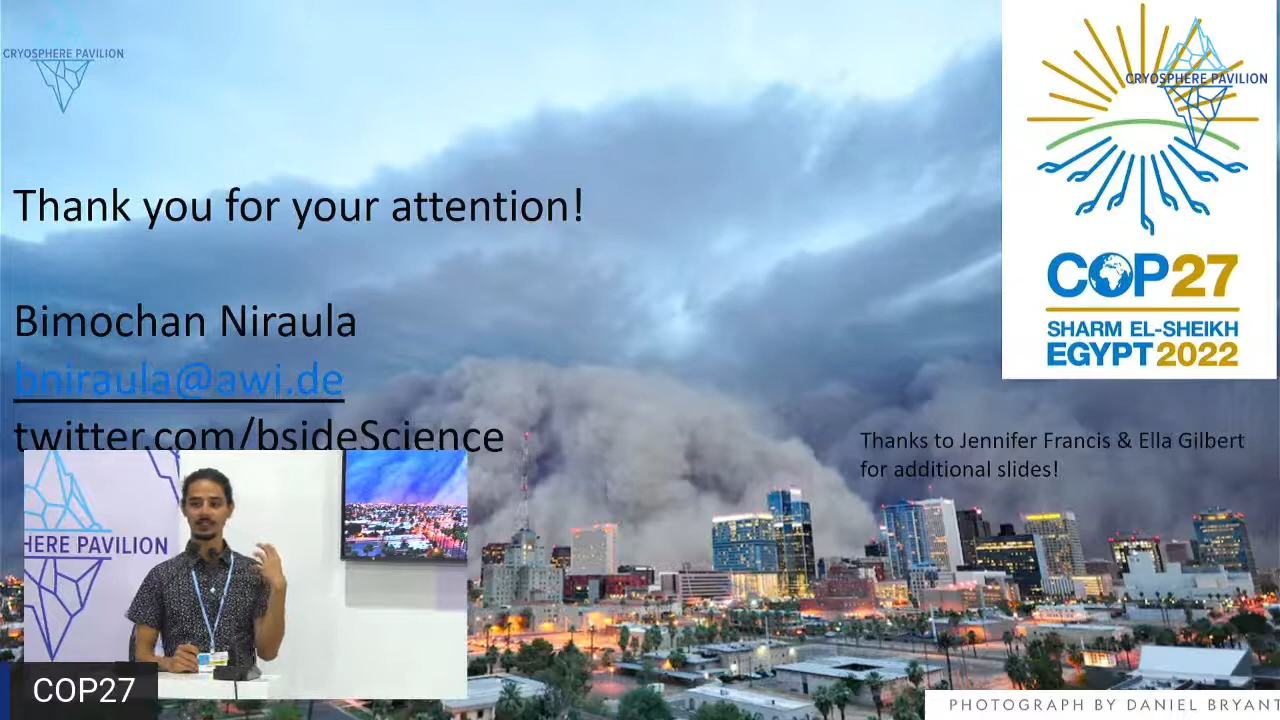 CRYOSPHERE PAVILION
CRYOSPHERE PAVILION
Thank you for your attention!
Bimochan Niraula
bniraula@awi.de
twitter.com/bsideScience
COP27
SHARM EL-SHEIKH
EGYPT 2022
Thanks to Jennifer Francis & Ella Gilbert
for additional slides!
HERE PAVILION
COP27
PHOTOGRAPH BY DANIEL BRYANT